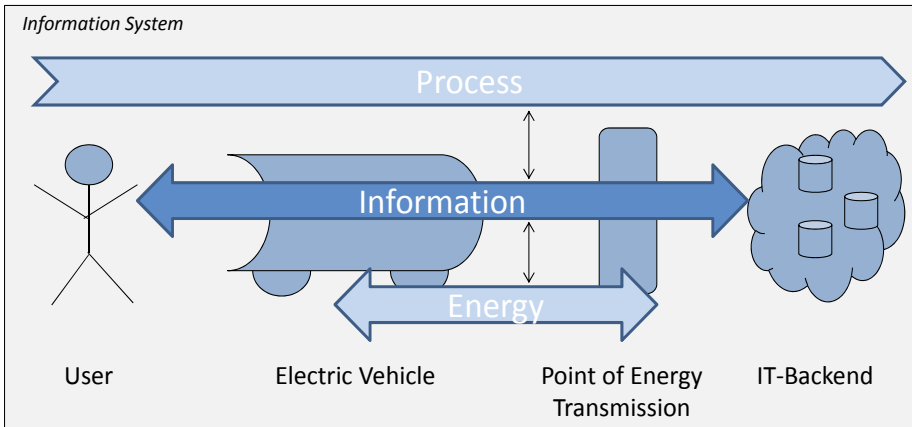 Information System
Process
Information
Energy
User
Electric Vehicle
Point of Energy
Transmission
IT-Backend